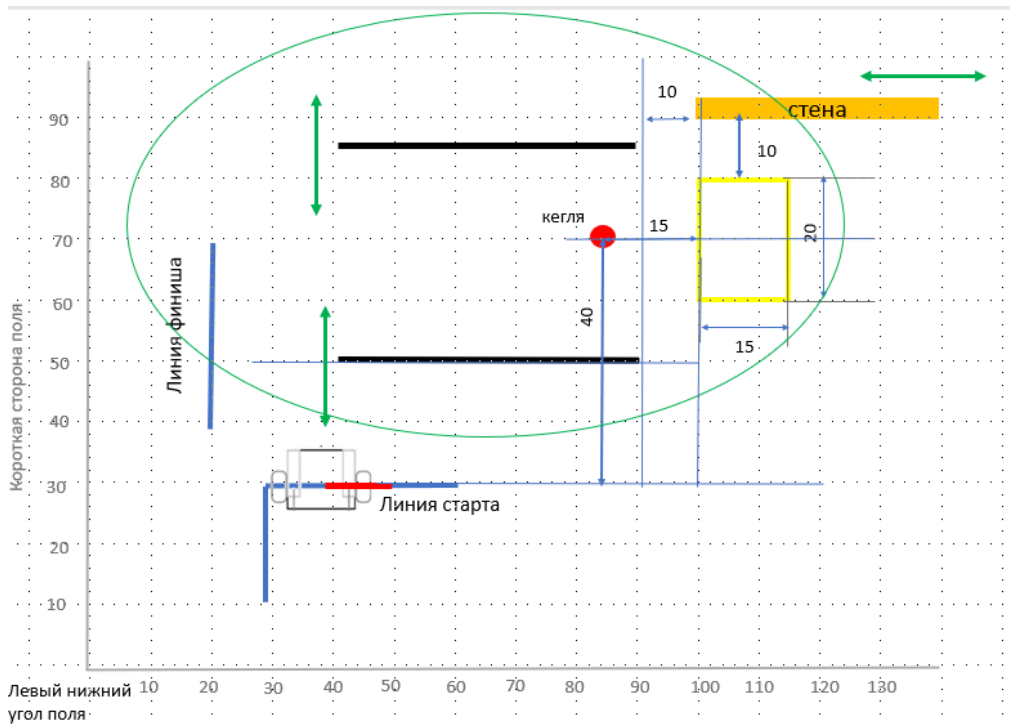 10
стена
90
10
80
кегля
70
15
20
60
40
15
50
40
Линия финиша
Короткая сторона поля
30
Линия старта
20
10
Левый нижний
угол поля
10 20 30 40 50 60 70 80 90 100 110 120 130